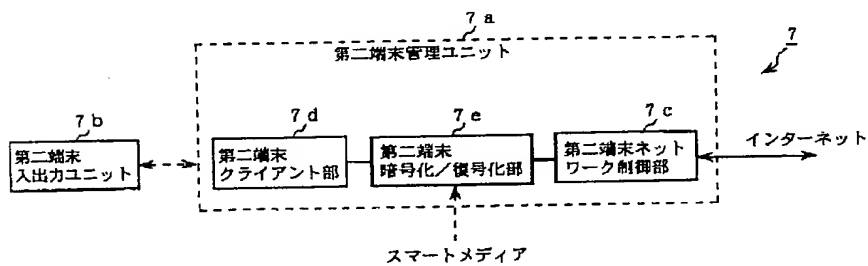 7a
7
第二端末管理ユニット
7b
7d
7e
7c
第二端末
入出力ユニット
第二端末
クライアント部
第二端末
暗号化／復号化部
第二端末ネット
ワーク制御部
インターネット
スマートメディア